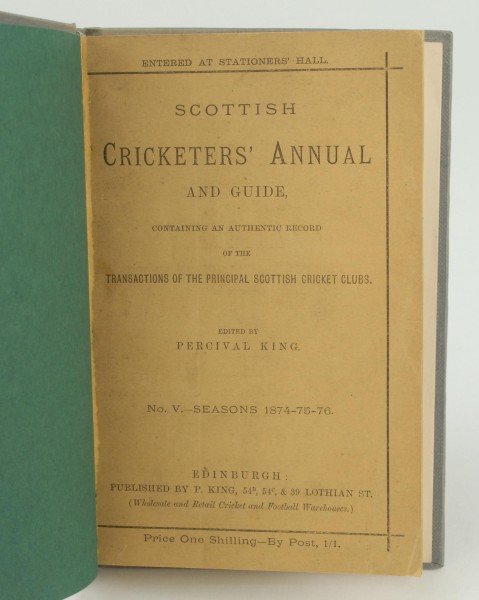 ENTERED AT STATIONERS' HALL.
SCOTTISH
CRICKETERS' ANNUAL
AND GUIDE,
CONTAINING AN AUTHENTIC RECORD
OF THE
TRANSACTIONS OF THE PRINCIPAL SCOTTISH CRICKET CLUBS.
EDITED BY
PERCIVAL KING.
No. V.—SEASONS 1874-75-76.
EDINBURGH:
PUBLISHED BY P. KING, & 39 LOTHIAN ST.
(Wholesale and Retail Cricket and Football Warehouses.)
Price One Shilling—By Post, 1/1.